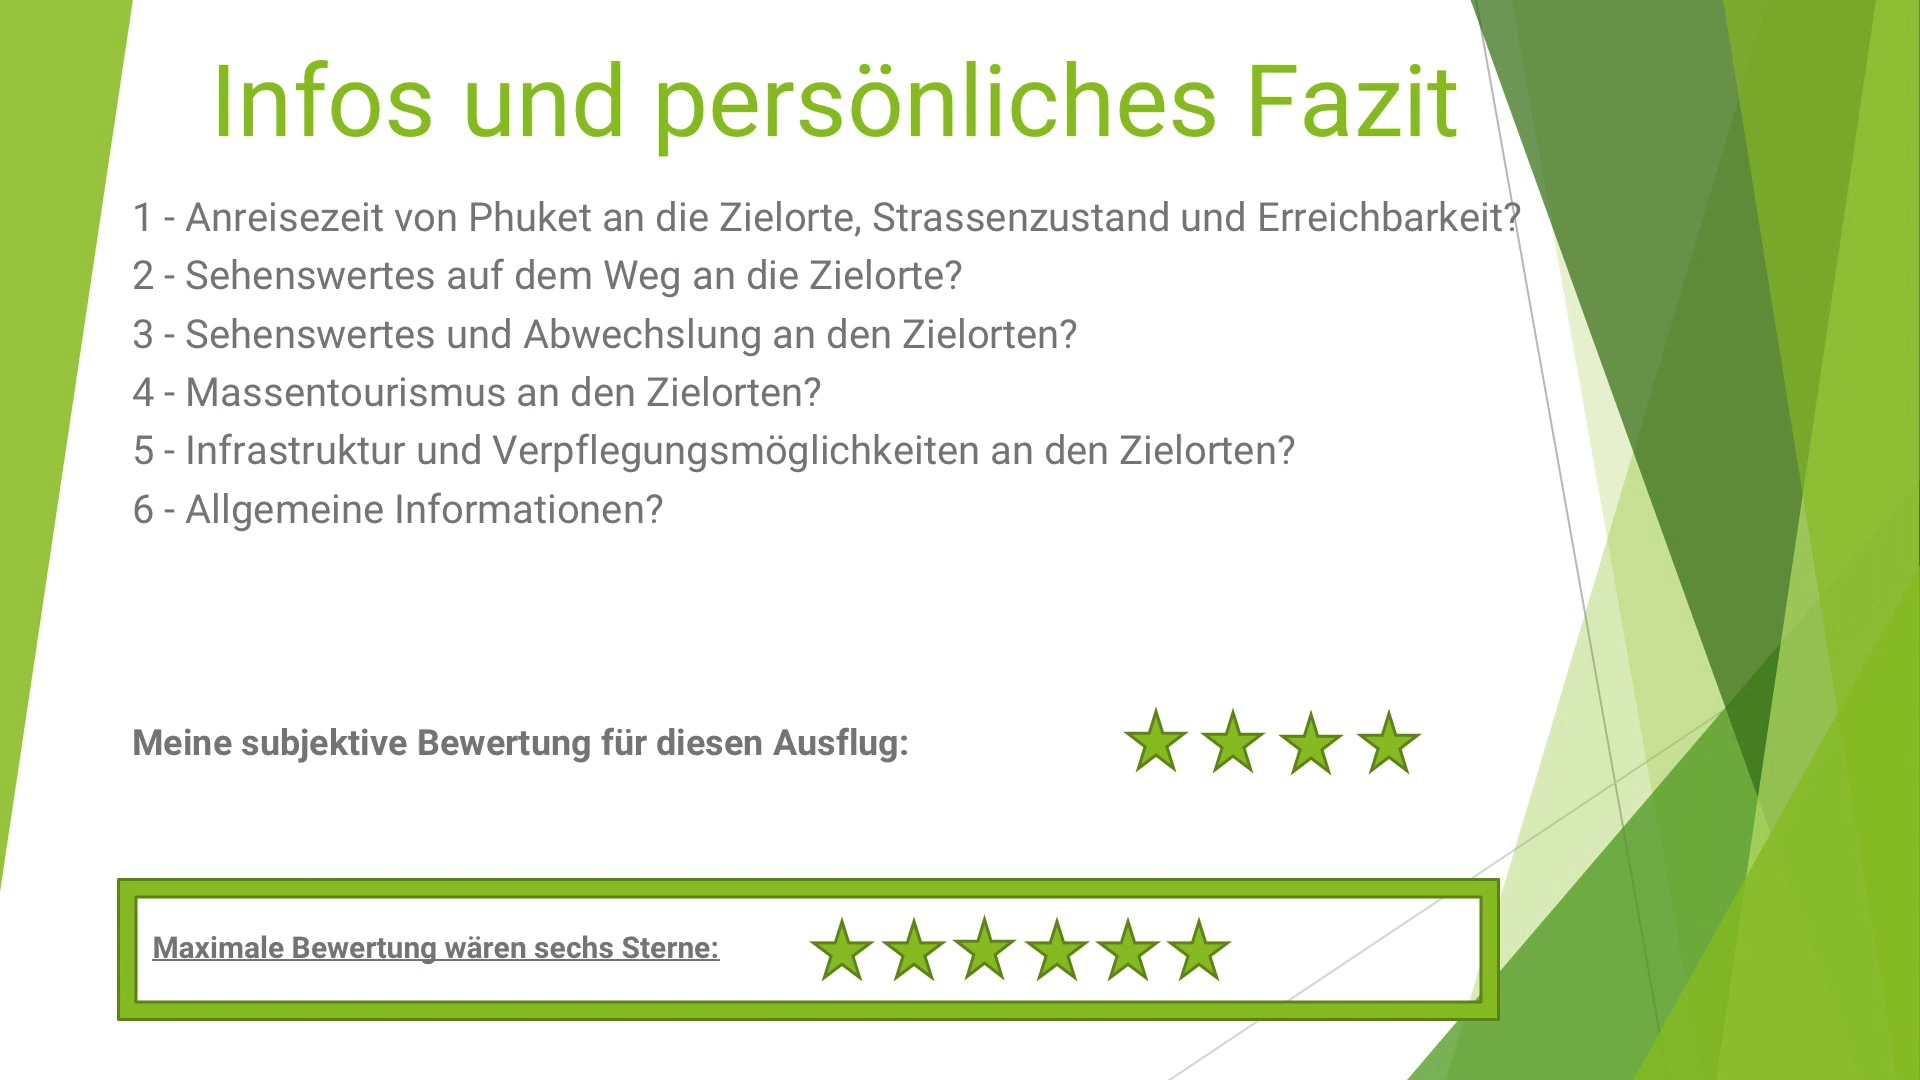 Infos und persönliches Fazit
1 - Anreisezeit von Phuket an die Zielorte, Strassenzustand und Erreichbarkeit?
2 - Sehenswertes auf dem Weg an die Zielorte?
3 - Sehenswertes und Abwechslung an den Zielorten?
4 - Massentourismus an den Zielorten?
5 - Infrastruktur und Verpflegungsmöglichkeiten an den Zielorten?
6 - Allgemeine Informationen?
Meine subjektive Bewertung für diesen Ausflug:
Maximale Bewertung wären sechs Sterne: